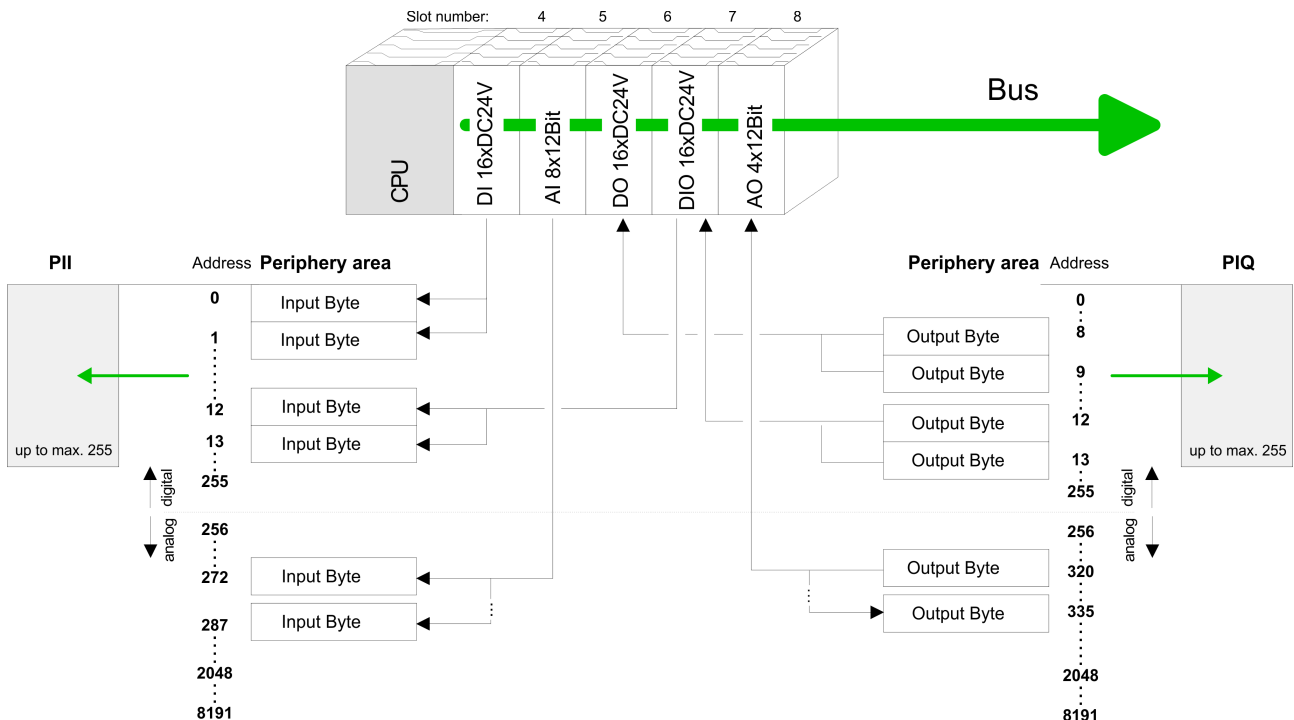 Slot number: 4 5 6 7 8
CPU
DI 16xDC24V
AI 8x12Bit
DO 16xDC24V
DIO 16xDC24V
AO 4x12Bit
Bus
PII
Address Periphery area
0 Input Byte
1 Input Byte
12 Input Byte
13 Input Byte
up to max. 255
255
digital
analog
256
272 Input Byte
287 Input Byte
2048
8191
Periphery area Address
PIQ
0
Output Byte 8
Output Byte 9
Output Byte 12
Output Byte 13
up to max. 255
255
digital
analog
256
Output Byte 320
Output Byte 335
2048
8191